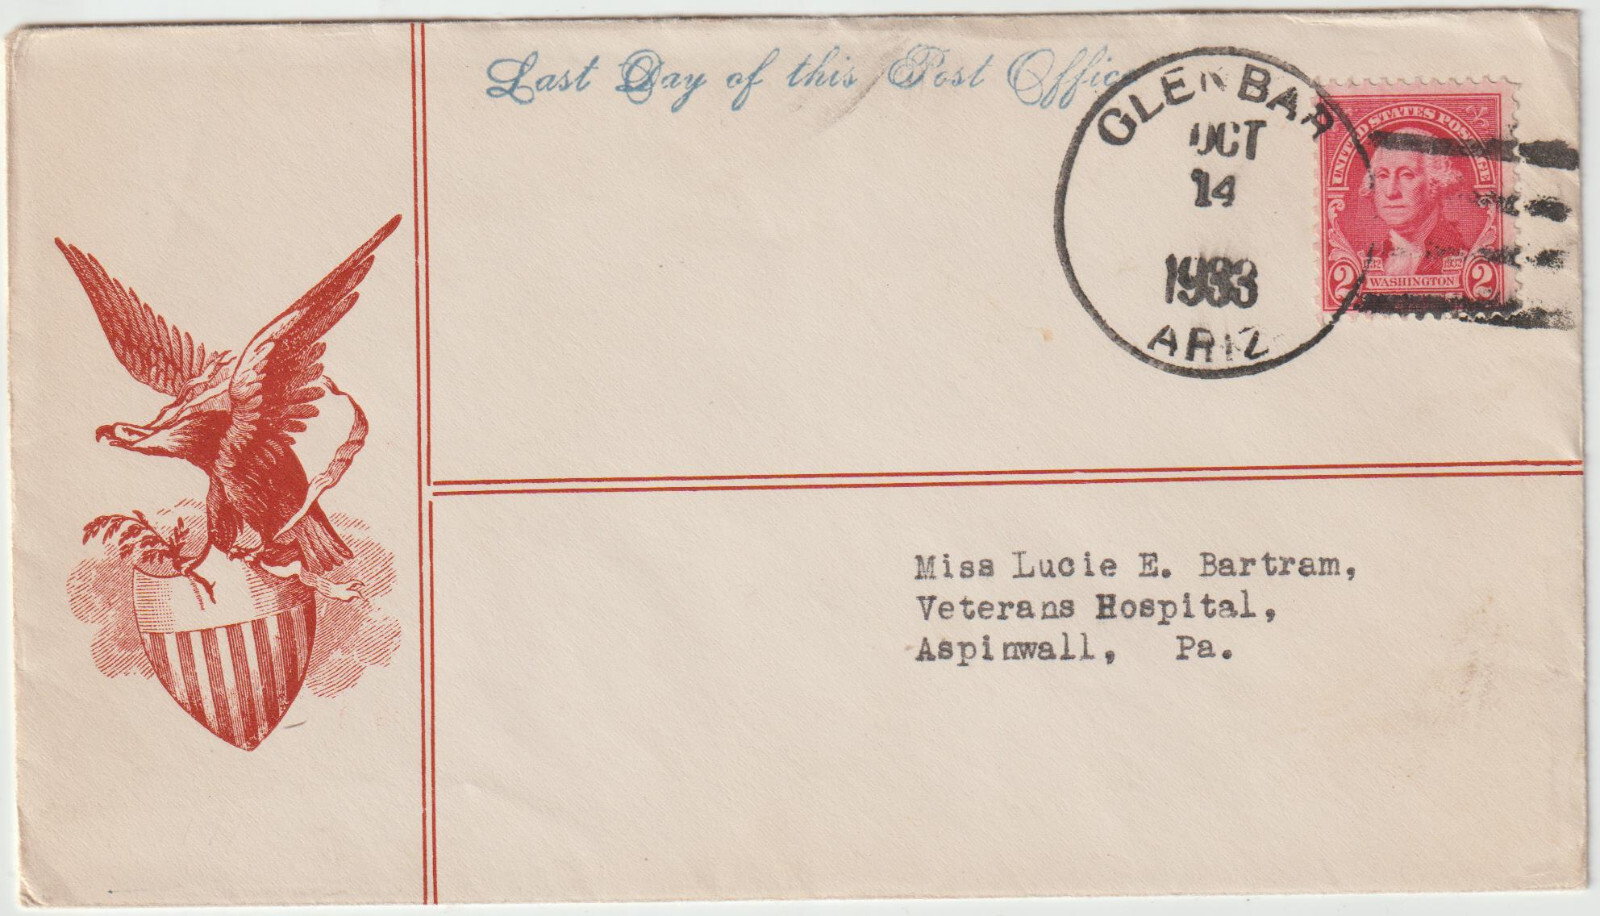 Last Day of this Post Office
GLENBAR
OCT
14
1933
ARIZ
UNITED STATES POSTAGE
2 WASHINGTON 2
Miss Lucie E. Bartram,
Veterans Hospital,
Aspinwall, Pa.